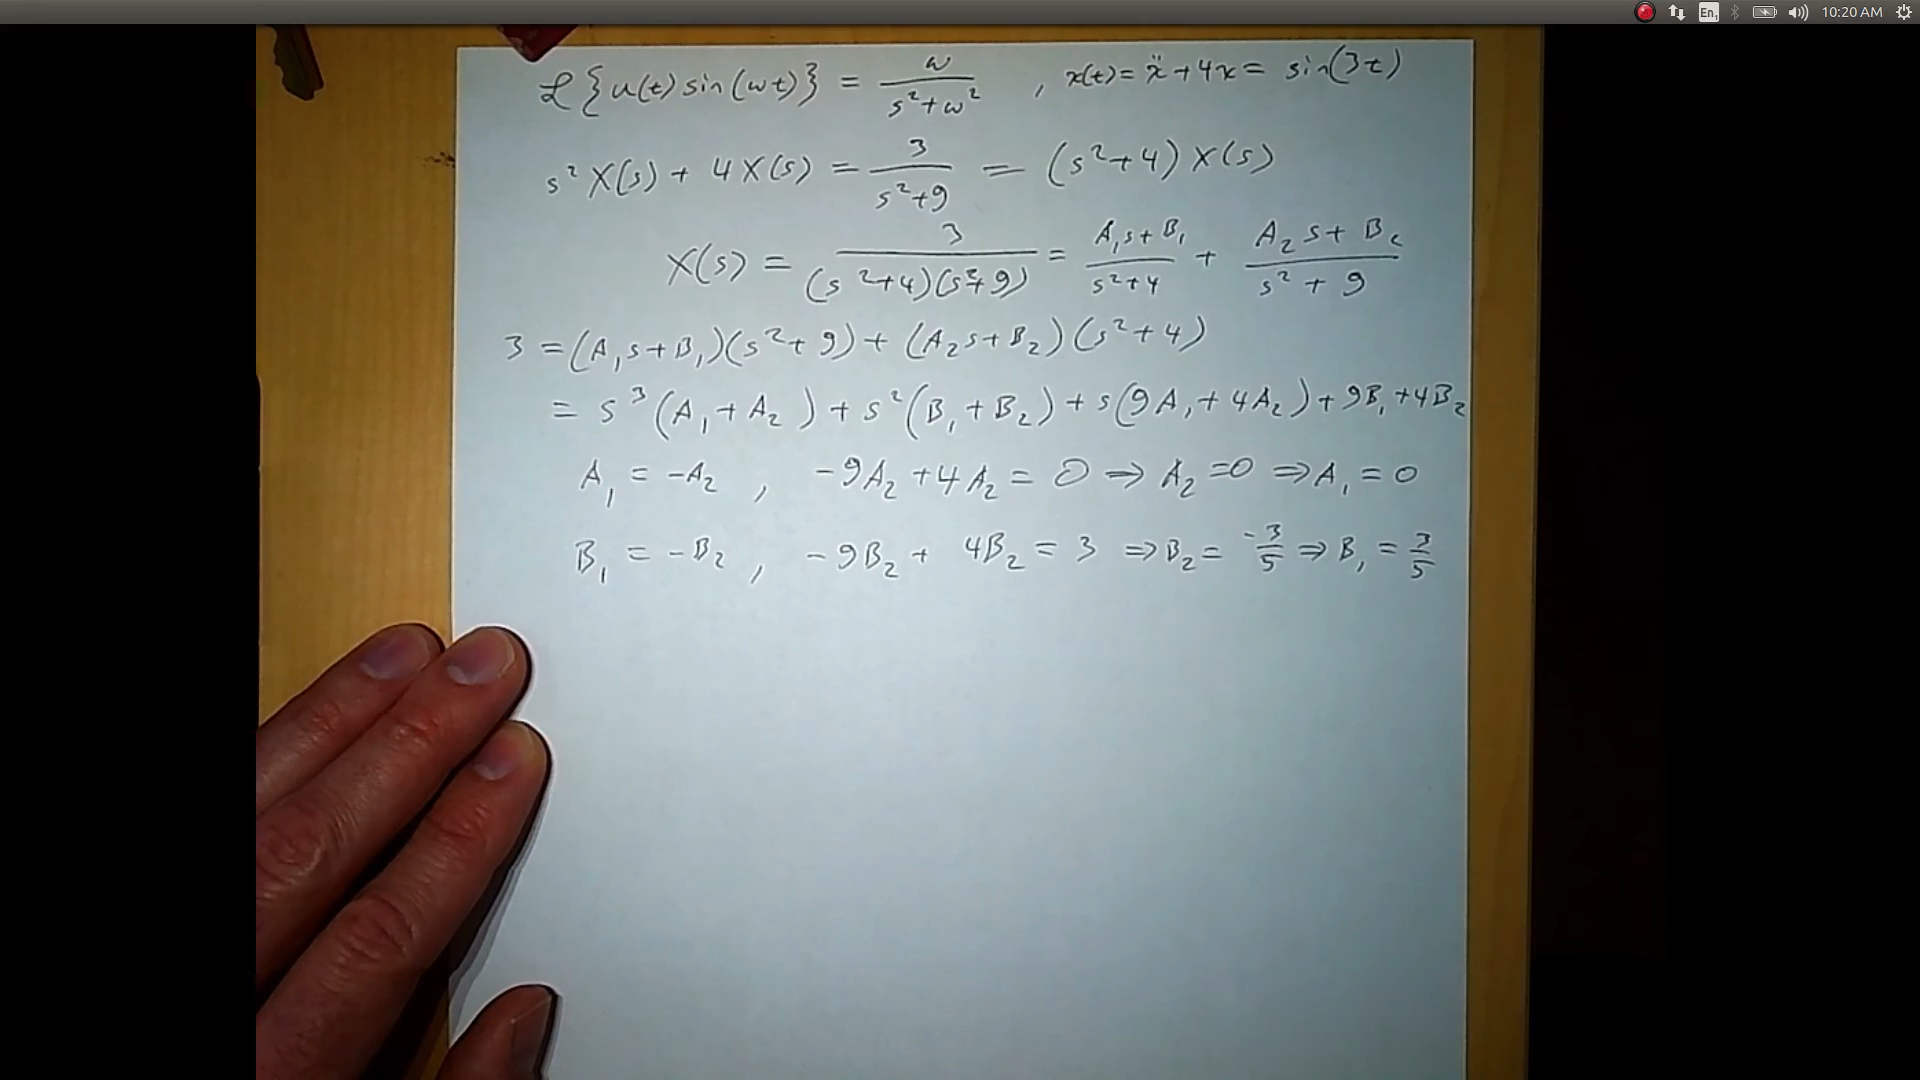 En₁ 10:20 AM
ℒ{u(t) sin(ωt)} = ω/(s²+ω²) , x(t) = ẍ + 4x = sin(3t)
s² X(s) + 4 X(s) = 3/(s²+9) = (s²+4) X(s)
X(s) = 3/((s²+4)(s²+9)) = (A₁s + B₁)/(s²+4) + (A₂s + B₂)/(s²+9)
3 = (A₁s+B₁)(s²+9) + (A₂s+B₂)(s²+4)
= s³(A₁+A₂) + s²(B₁+B₂) + s(9A₁+4A₂) + 9B₁+4B₂
A₁ = -A₂ , -9A₂ + 4A₂ = 0 ⇒ A₂ = 0 ⇒ A₁ = 0
B₁ = -B₂ , -9B₂ + 4B₂ = 3 ⇒ B₂ = -3/5 ⇒ B₁ = 3/5